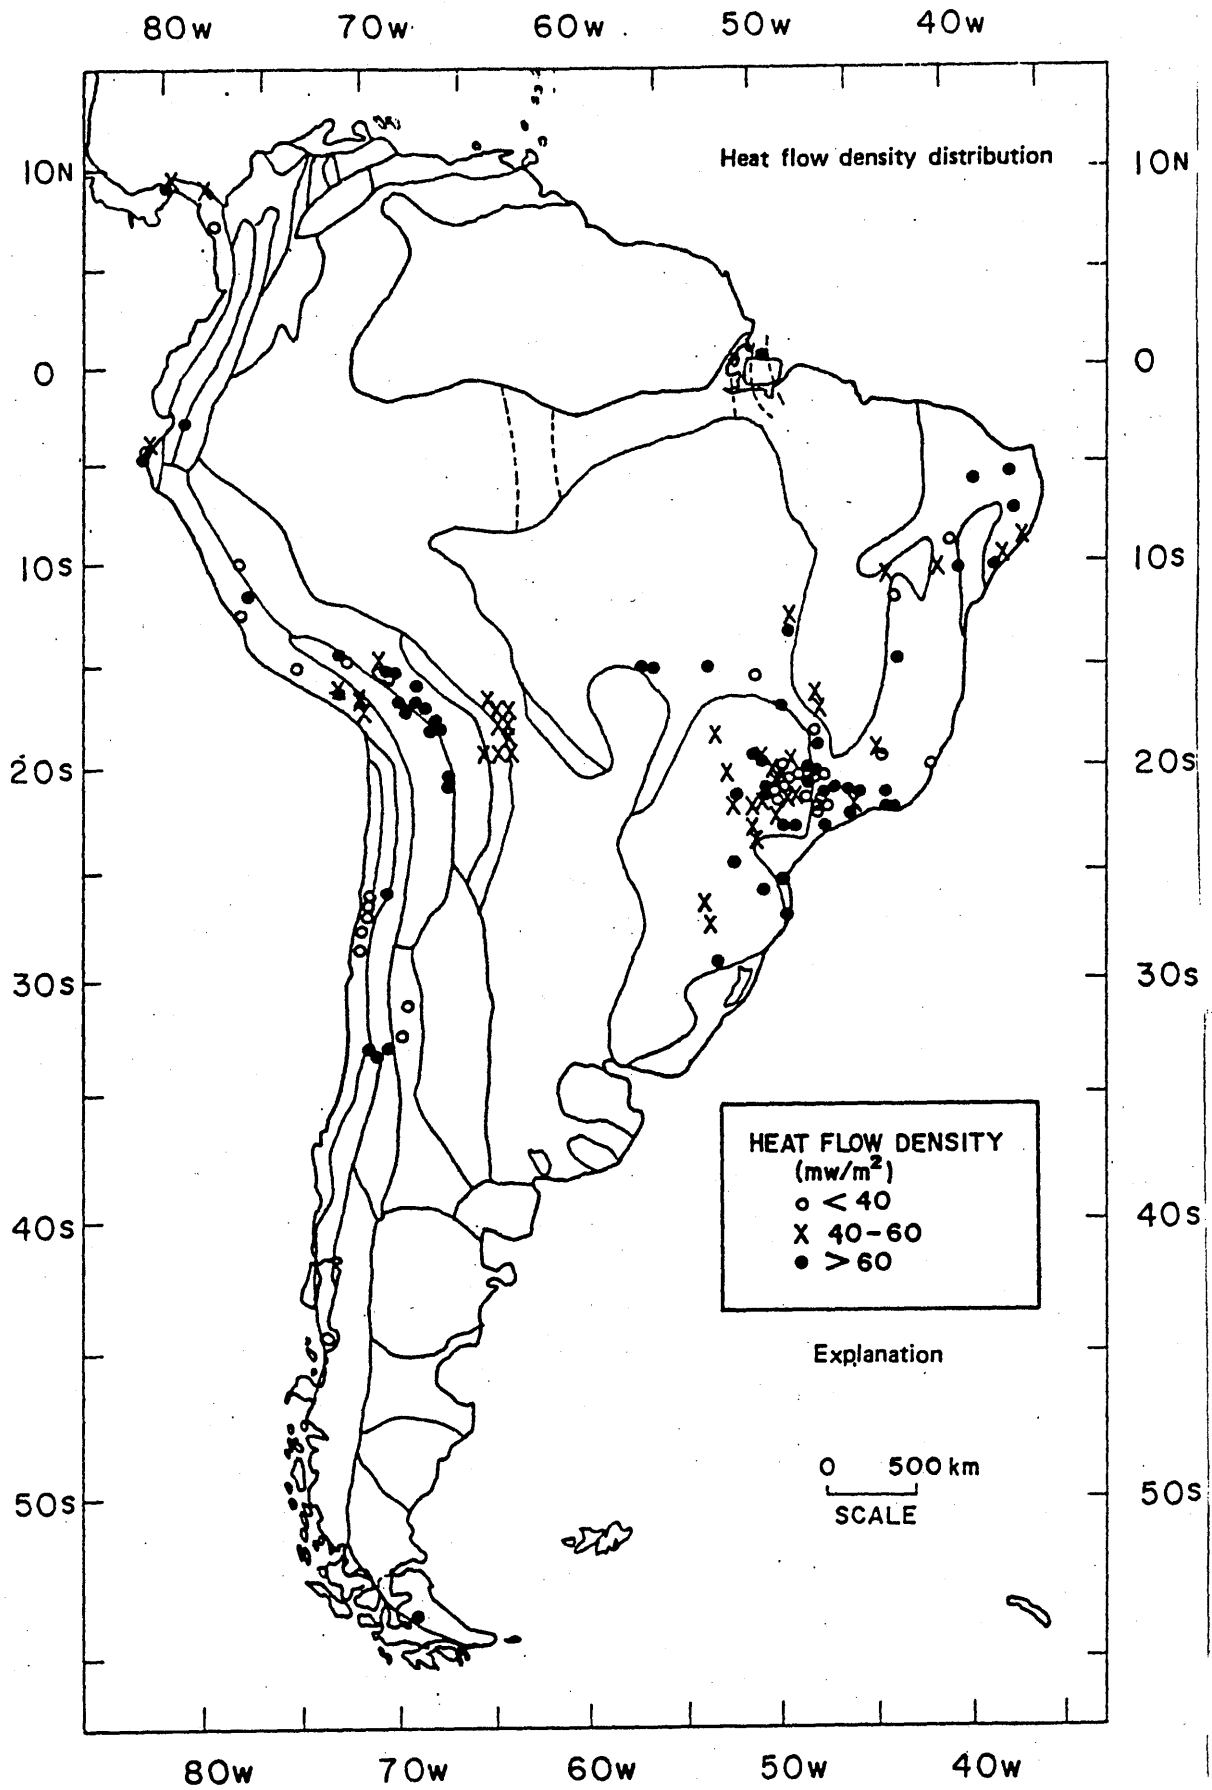 80W 70W 60W 50W 40W
Heat flow density distribution
10N 10N
0 0
10S 10S
20S 20S
30S 30S
HEAT FLOW DENSITY
(mw/m²)
o < 40
x 40-60
● > 60
40S 40S
Explanation
0 500 km
SCALE
50S 50S
80W 70W 60W 50W 40W